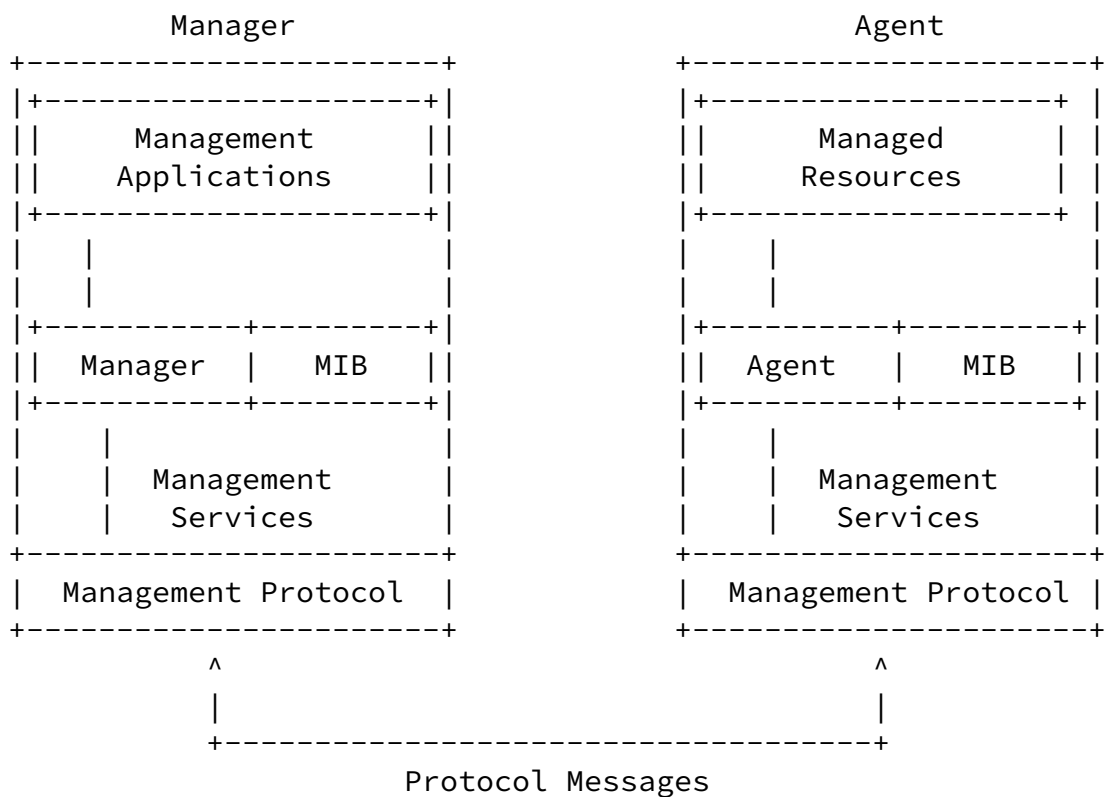 Manager Agent
Management Managed
Applications Resources
Manager MIB Agent MIB
Management Management
Services Services
Management Protocol Management Protocol
Protocol Messages